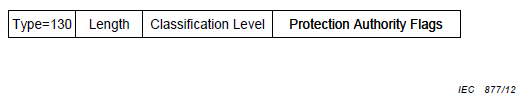 Type=130 Length Classification Level Protection Authority Flags
IEC 877/12